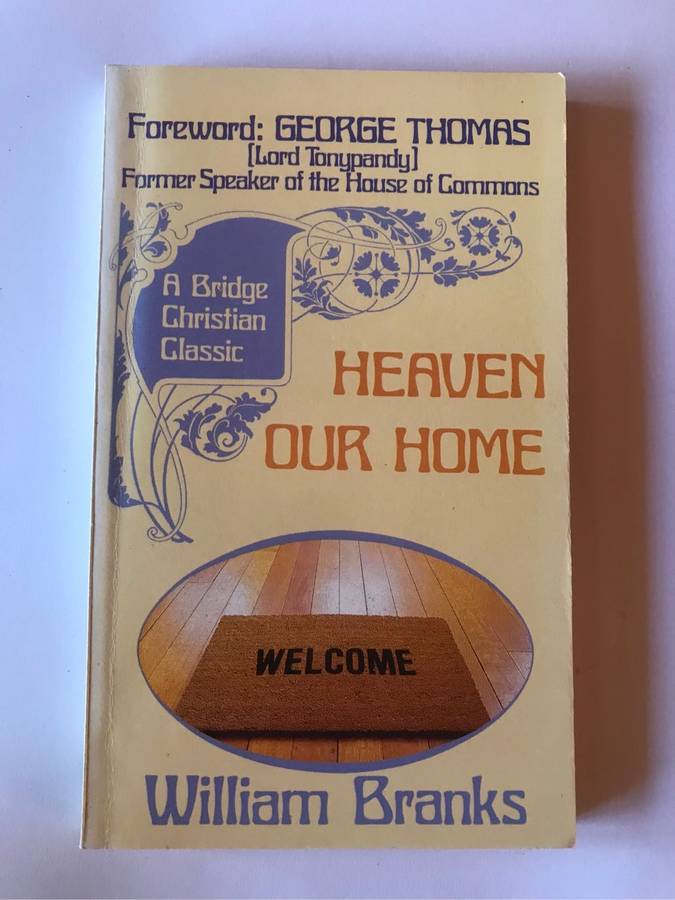 Foreword: GEORGE THOMAS
[Lord Tonypandy]
Former Speaker of the House of Commons
A Bridge
Christian
Classic
HEAVEN
OUR HOME
WELCOME
William Branks